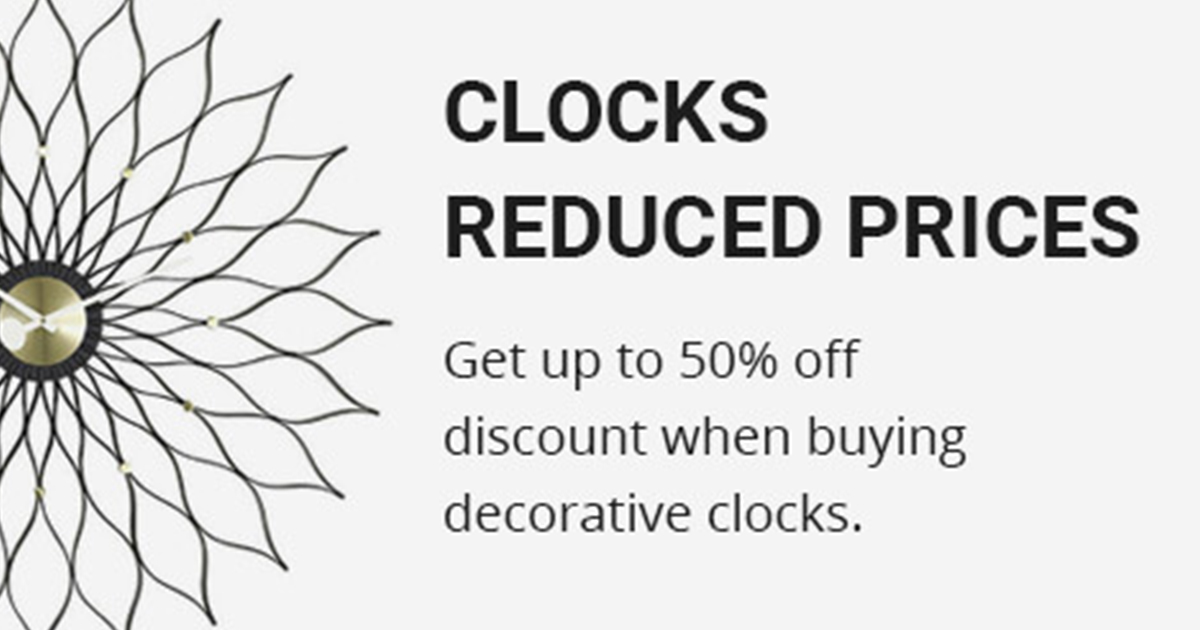 CLOCKS
REDUCED PRICES
Get up to 50% off
discount when buying
decorative clocks.